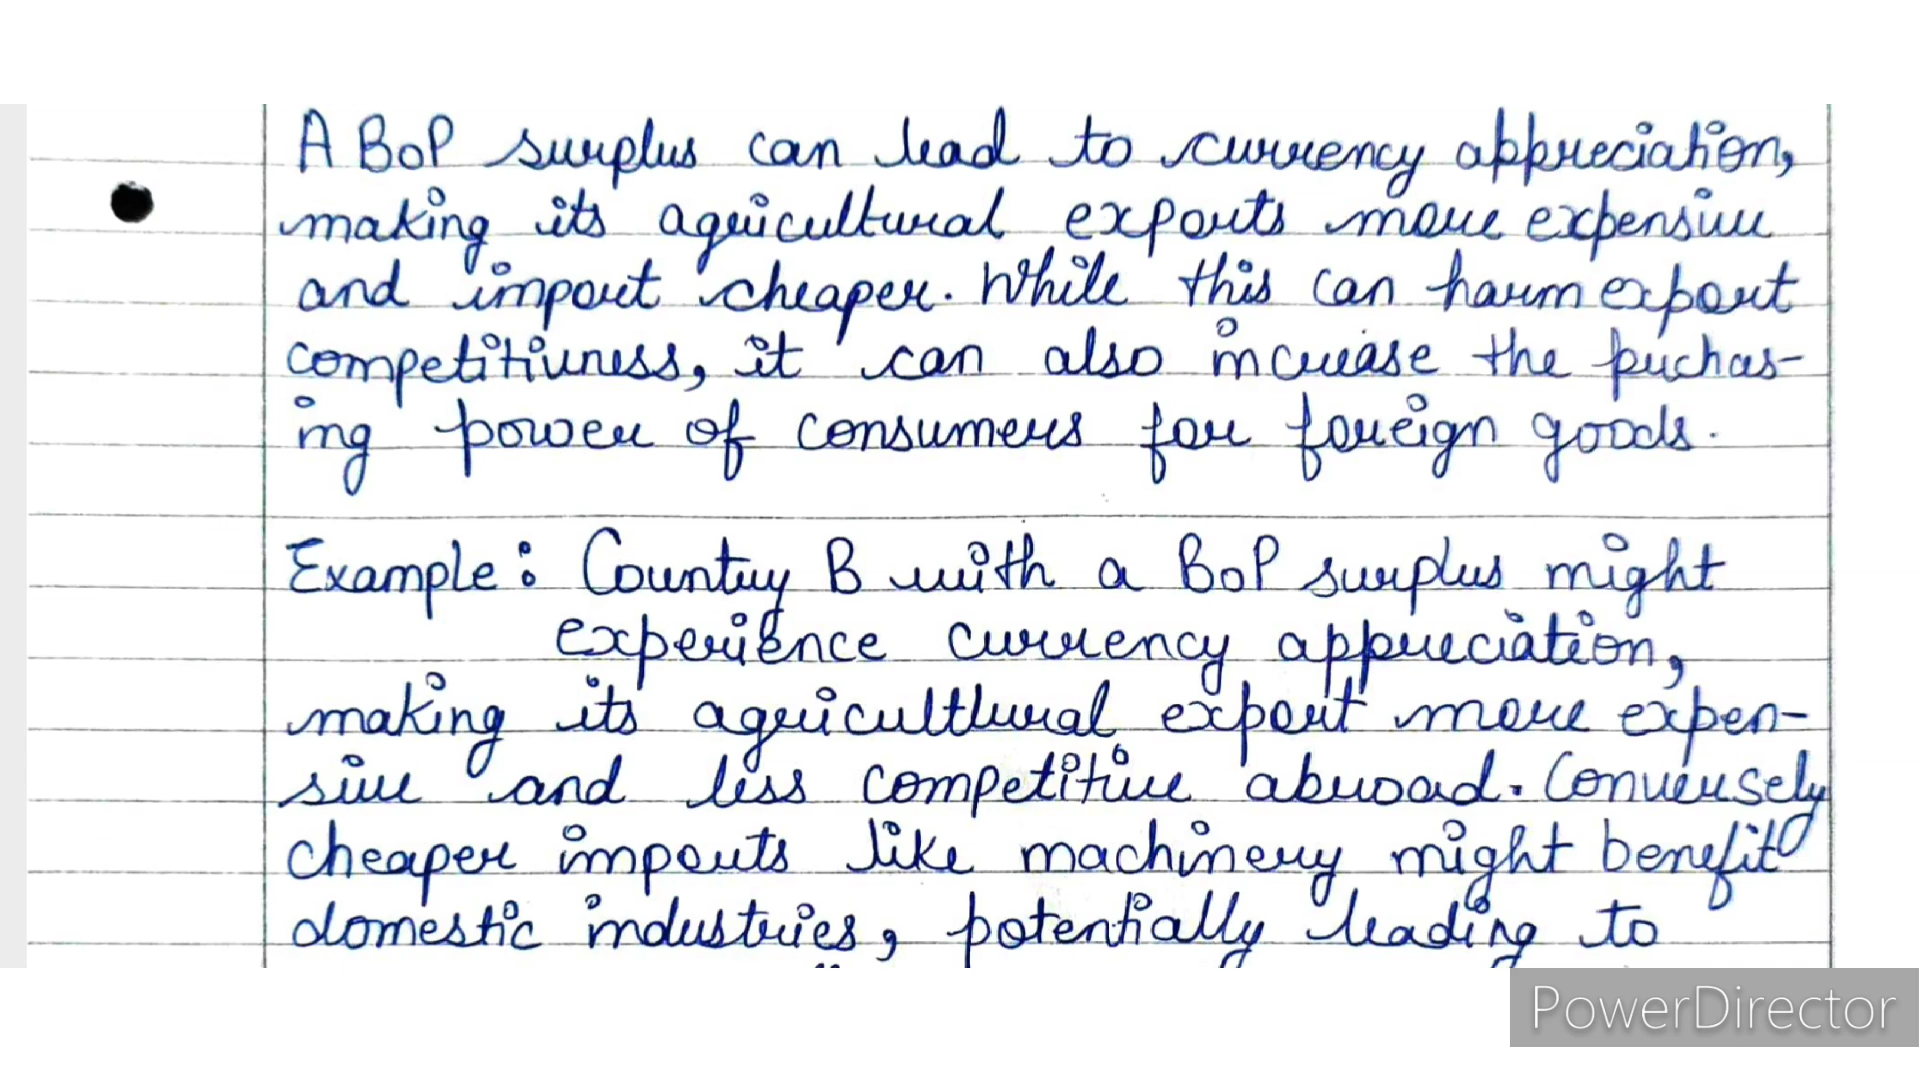 A BoP surplus can lead to currency appreciation,
making its agricultural exports more expensive
and import cheaper. While this can harm export
competitiveness, it can also increase the puchas-
ing power of consumers for foreign goods.
Example: Country B with a BoP surplus might
experience currency appreciation,
making its agricultlural export more expen-
sive and less competitive abroad. Conversely
cheaper imports like machinery might benefit
domestic industries, potentially leading to
PowerDirector